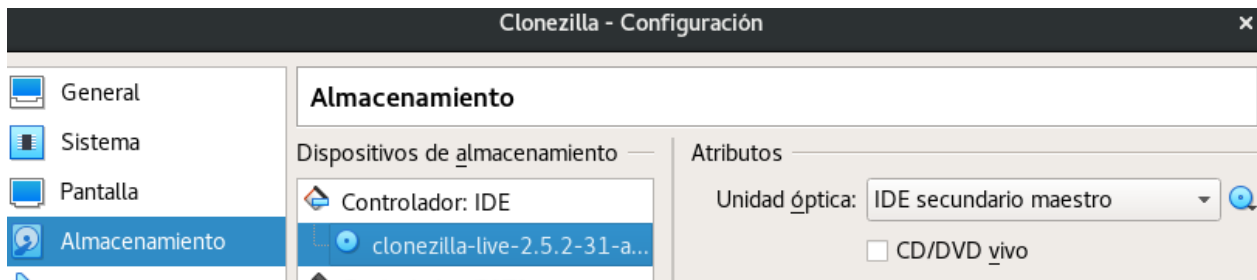 Clonezilla - Configuración ×
General
Sistema
Pantalla
Almacenamiento
Almacenamiento
Dispositivos de almacenamiento
Controlador: IDE
clonezilla-live-2.5.2-31-a...
Atributos
Unidad óptica: IDE secundario maestro
CD/DVD vivo